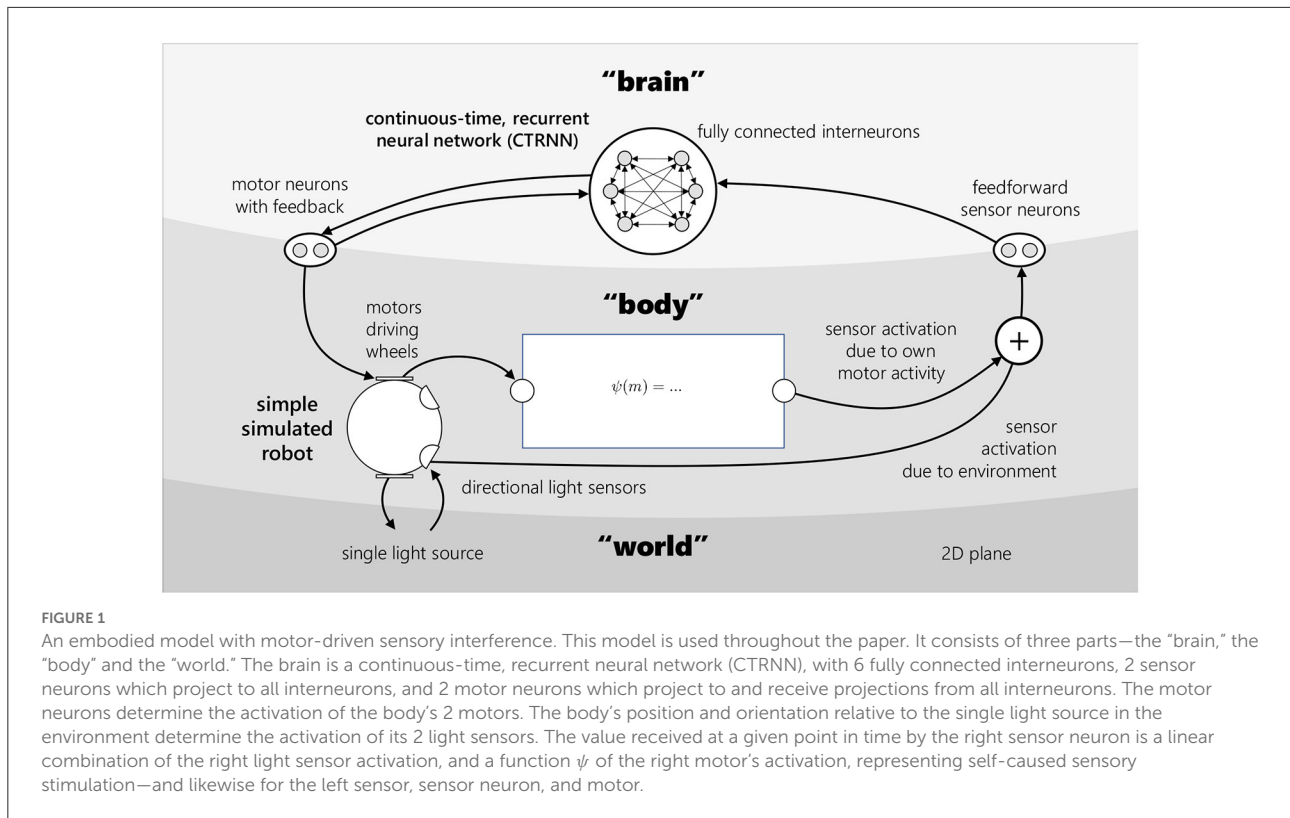 “brain”
continuous-time, recurrent
neural network (CTRNN)
fully connected interneurons
motor neurons
with feedback
feedforward
sensor neurons
“body”
motors
driving
wheels
ψ(m) = ...
sensor activation
due to own
motor activity
+
simple
simulated
robot
sensor
activation
due to environment
directional light sensors
“world”
single light source
2D plane
FIGURE 1
An embodied model with motor-driven sensory interference. This model is used throughout the paper. It consists of three parts—the “brain,” the
“body” and the “world.” The brain is a continuous-time, recurrent neural network (CTRNN), with 6 fully connected interneurons, 2 sensor
neurons which project to all interneurons, and 2 motor neurons which project to and receive projections from all interneurons. The motor
neurons determine the activation of the body’s 2 motors. The body’s position and orientation relative to the single light source in the
environment determine the activation of its 2 light sensors. The value received at a given point in time by the right sensor neuron is a linear
combination of the right light sensor activation, and a function ψ of the right motor’s activation, representing self-caused sensory
stimulation—and likewise for the left sensor, sensor neuron, and motor.